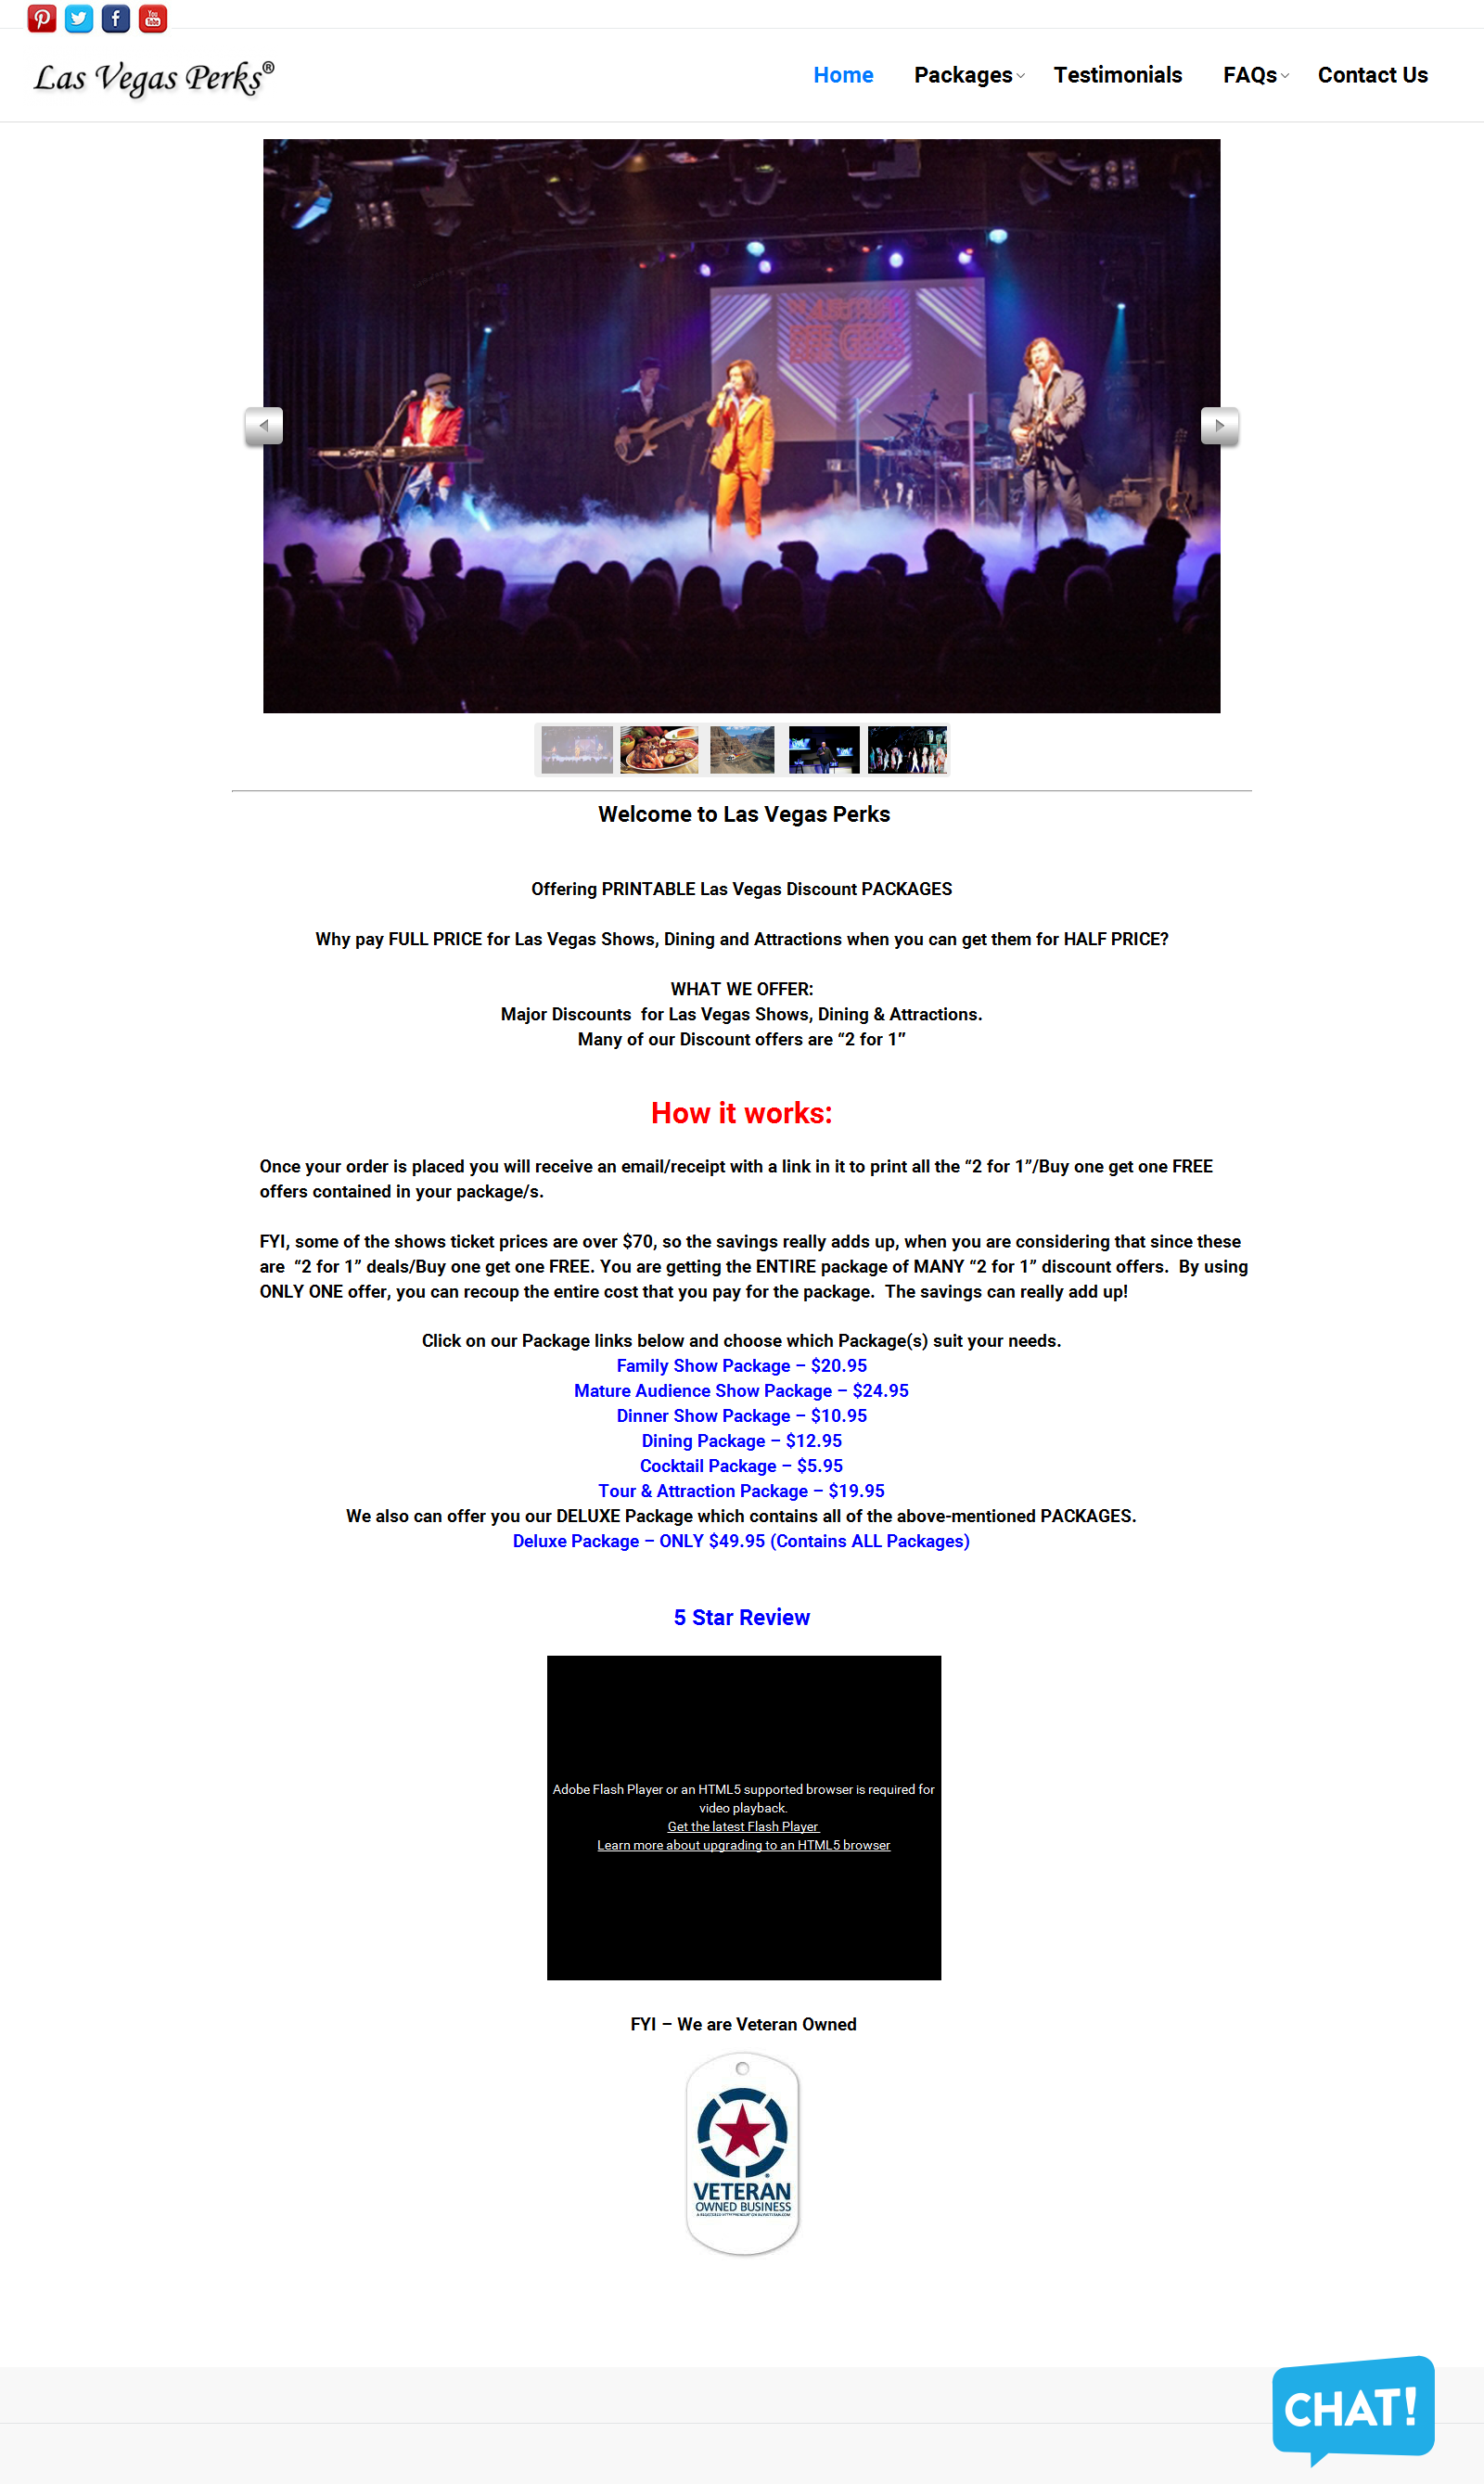 You Tube
Las Vegas Perks®
Home Packages Testimonials FAQs Contact Us
Welcome to Las Vegas Perks
Offering PRINTABLE Las Vegas Discount PACKAGES
Why pay FULL PRICE for Las Vegas Shows, Dining and Attractions when you can get them for HALF PRICE?
WHAT WE OFFER:
Major Discounts  for Las Vegas Shows, Dining & Attractions.
Many of our Discount offers are “2 for 1″
How it works:
Once your order is placed you will receive an email/receipt with a link in it to print all the “2 for 1”/Buy one get one FREE
offers contained in your package/s.
FYI, some of the shows ticket prices are over $70, so the savings really adds up, when you are considering that since these
are  “2 for 1” deals/Buy one get one FREE. You are getting the ENTIRE package of MANY “2 for 1” discount offers.  By using
ONLY ONE offer, you can recoup the entire cost that you pay for the package.  The savings can really add up!
Click on our Package links below and choose which Package(s) suit your needs.
Family Show Package – $20.95
Mature Audience Show Package – $24.95
Dinner Show Package – $10.95
Dining Package – $12.95
Cocktail Package – $5.95
Tour & Attraction Package – $19.95
We also can offer you our DELUXE Package which contains all of the above-mentioned PACKAGES.
Deluxe Package – ONLY $49.95 (Contains ALL Packages)
5 Star Review
Adobe Flash Player or an HTML5 supported browser is required for
video playback.
Get the latest Flash Player
Learn more about upgrading to an HTML5 browser
FYI – We are Veteran Owned
VETERAN
OWNED BUSINESS
CHAT!